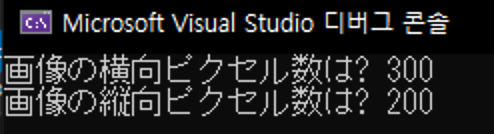 Microsoft Visual Studio 디버그 콘솔
画像の横向ピクセル数は? 300
画像の縦向ピクセル数は? 200